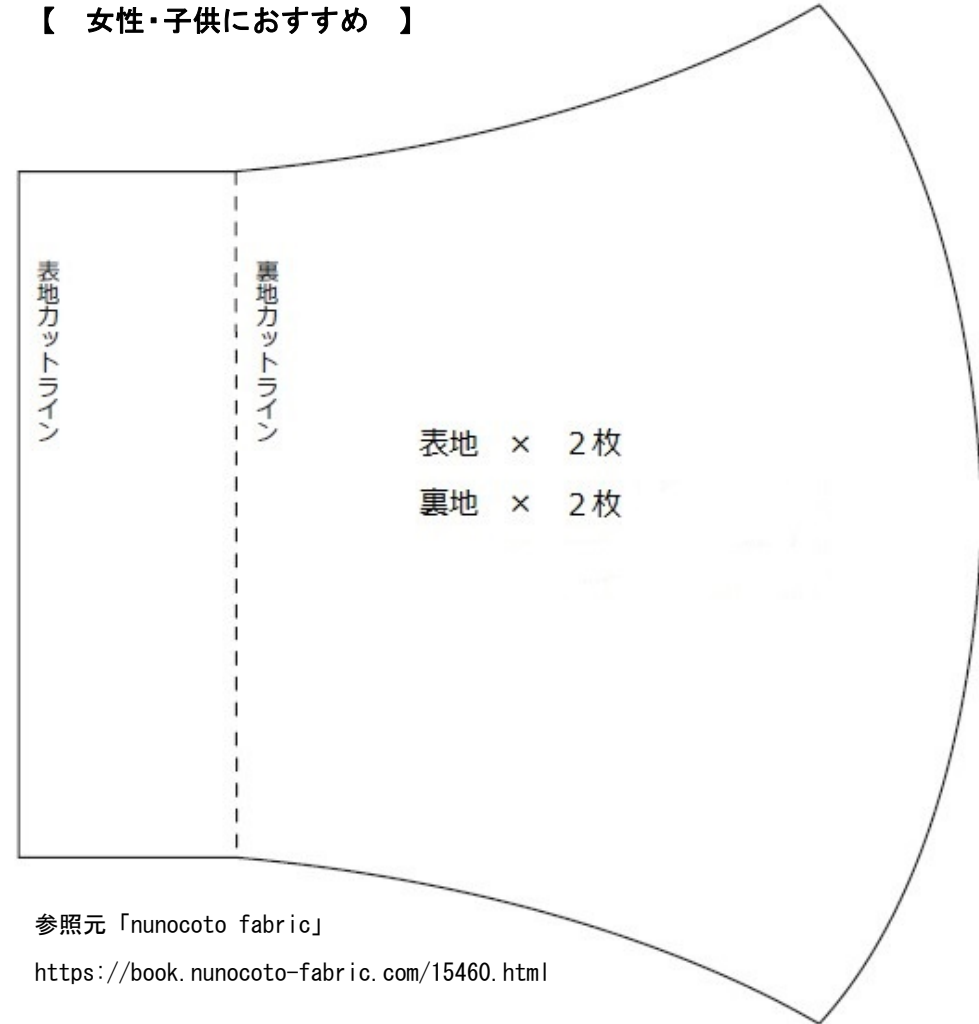 【　女性・子供におすすめ　】
表地カットライン
裏地カットライン
表地　×　２枚
裏地　×　２枚
参照元「nunocoto fabric」
https://book.nunocoto-fabric.com/15460.html